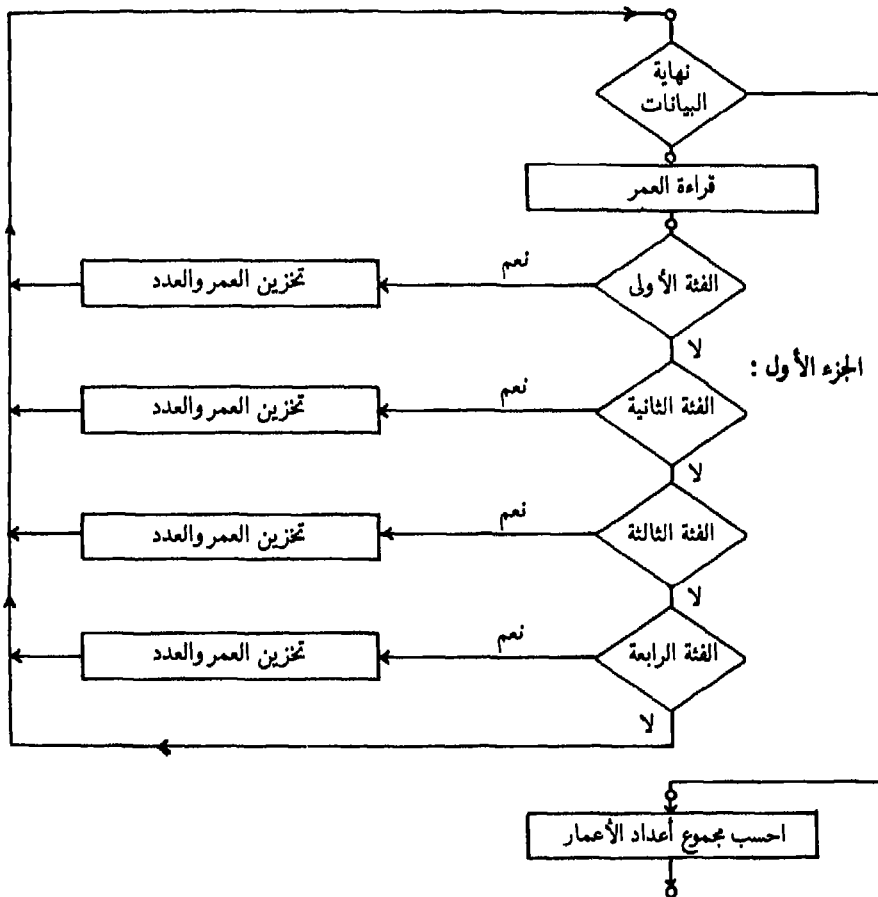 نهاية
البيانات
قراءة العمر
الفئة الأولى
نعم
تخزين العمر والعدد
لا
الجزء الأول :
الفئة الثانية
نعم
تخزين العمر والعدد
لا
الفئة الثالثة
نعم
تخزين العمر والعدد
لا
الفئة الرابعة
نعم
تخزين العمر والعدد
لا
احسب مجموع أعداد الأعمار